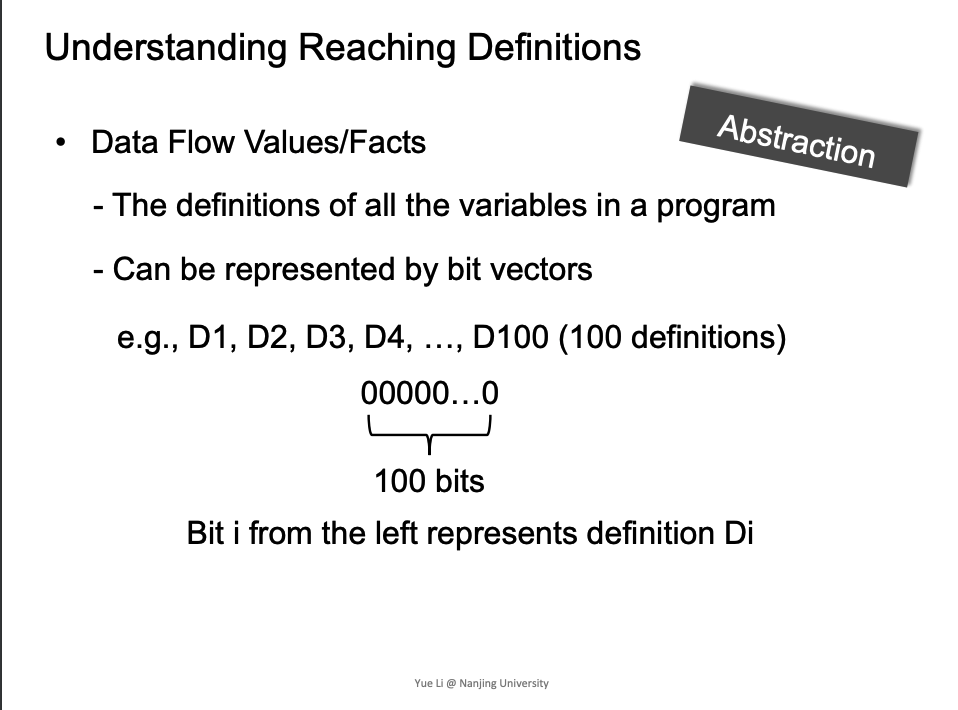 Understanding Reaching Definitions
Abstraction
• Data Flow Values/Facts
- The definitions of all the variables in a program
- Can be represented by bit vectors
e.g., D1, D2, D3, D4, …, D100 (100 definitions)
00000…0
100 bits
Bit i from the left represents definition Di
Yue Li @ Nanjing University